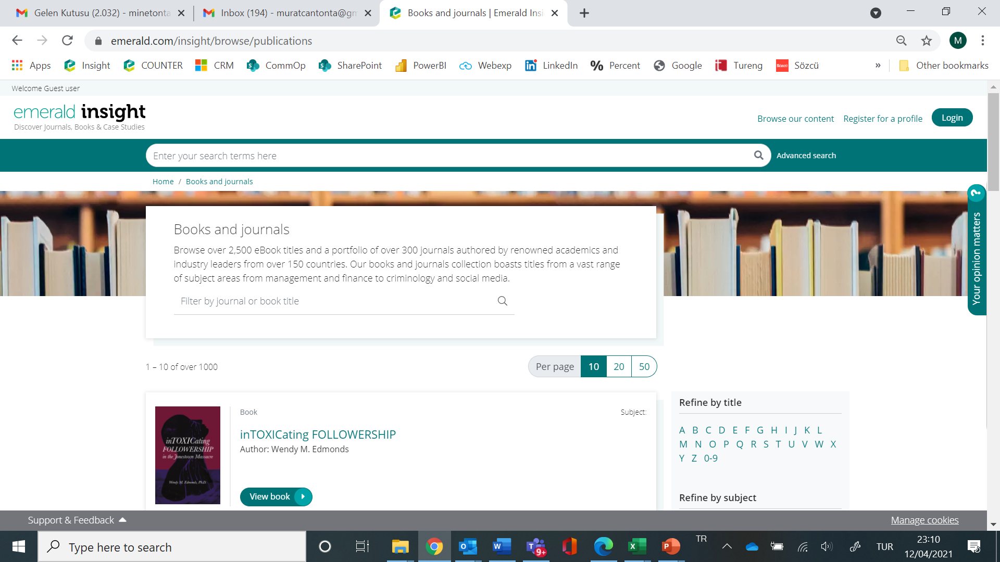 Gelen Kutusu (2.032) - minetonta
Inbox (194) - muratcantonta@gm
Books and journals | Emerald Insi
emerald.com/insight/browse/publications
M
Apps
Insight
COUNTER
CRM
CommOp
SharePoint
PowerBI
Webexp
LinkedIn
% Percent
Google
Tureng
Sözcü
»
Other bookmarks
Welcome Guest user
emerald insight
Discover Journals, Books & Case Studies
Browse our content
Register for a profile
Login
Enter your search terms here
Advanced search
Home / Books and journals
Your opinion matters
Books and journals
Browse over 2,500 eBook titles and a portfolio of over 300 journals authored by renowned academics and
industry leaders from over 150 countries. Our books and journals collection boasts titles from a vast range
of subject areas from management and finance to criminology and social media.
Filter by journal or book title
1 – 10 of over 1000
Per page 10 20 50
Book
Subject:
inTOXICating FOLLOWERSHIP
Author: Wendy M. Edmonds
inTOXICating
FOLLOWERSHIP
in the Jonestown Massacre
Wendy M. Edmonds, Ph.D.
View book
Refine by title
A B C D E F G H I J K L
M N O P Q R S T U V W X
Y Z 0-9
Refine by subject
Support & Feedback
Manage cookies
Type here to search
9+
TR
TUR
23:10
12/04/2021